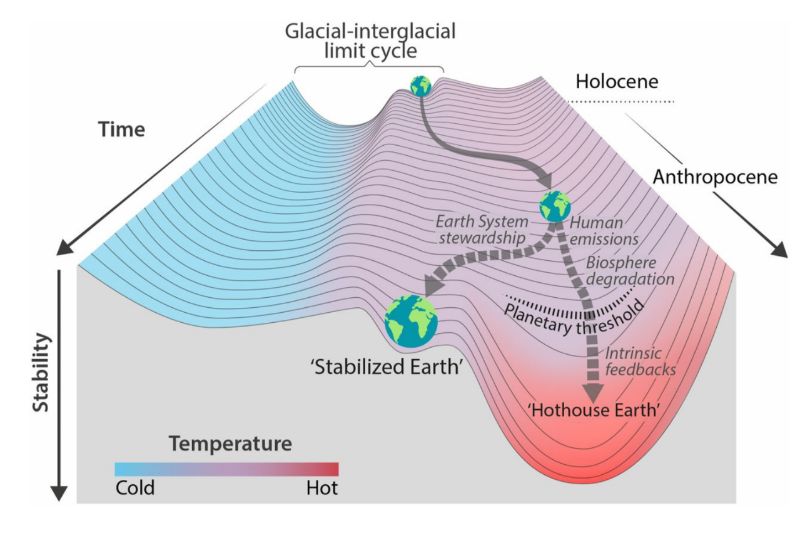 Glacial-interglacial
limit cycle
Holocene
Time
Anthropocene
Earth System
stewardship
Human
emissions
Biosphere
degradation
Planetary threshold
Stability
'Stabilized Earth'
Intrinsic
feedbacks
'Hothouse Earth'
Temperature
Cold
Hot